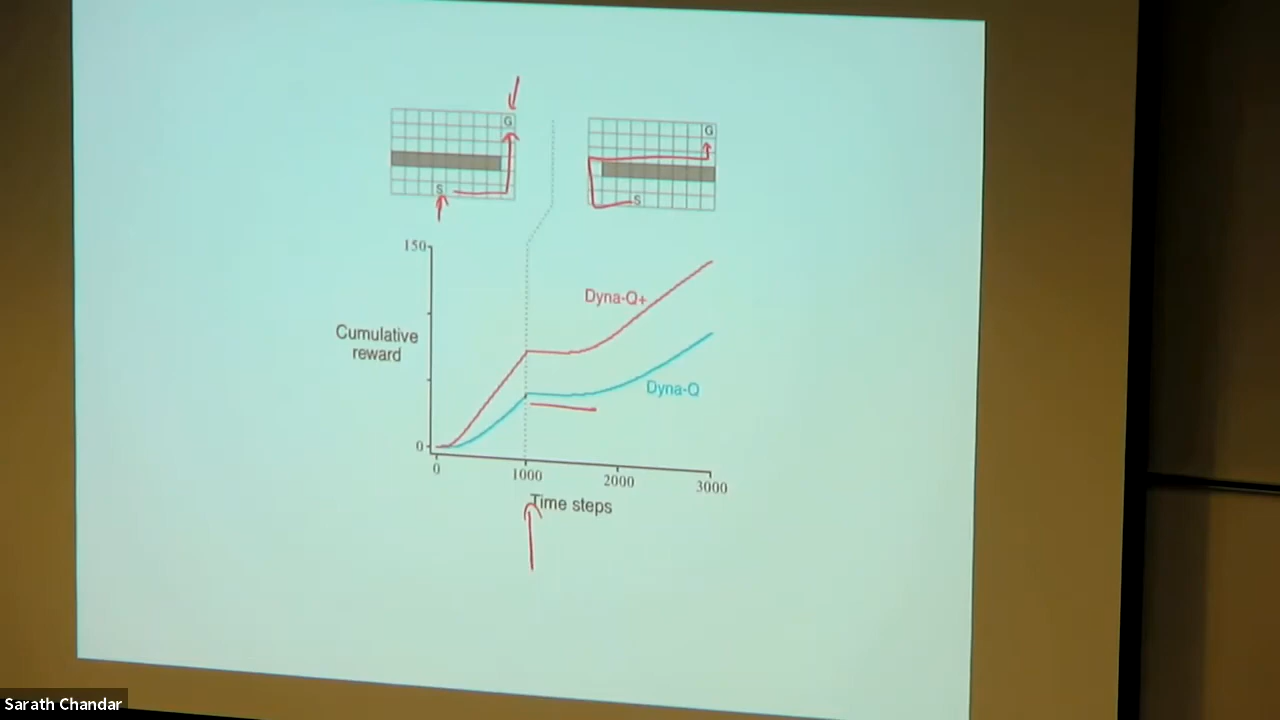 G
S
G
S
150
Dyna-Q+
Cumulative
reward
Dyna-Q
0
0
1000
2000
3000
Time steps
Sarath Chandar